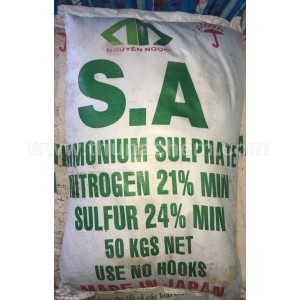 NGUYEN NGOC
S.A
AMMONIUM SULPHATE
NITROGEN 21% MIN
SULFUR 24% MIN
50 KGS NET
USE NO HOOKS
MADE IN JAPAN